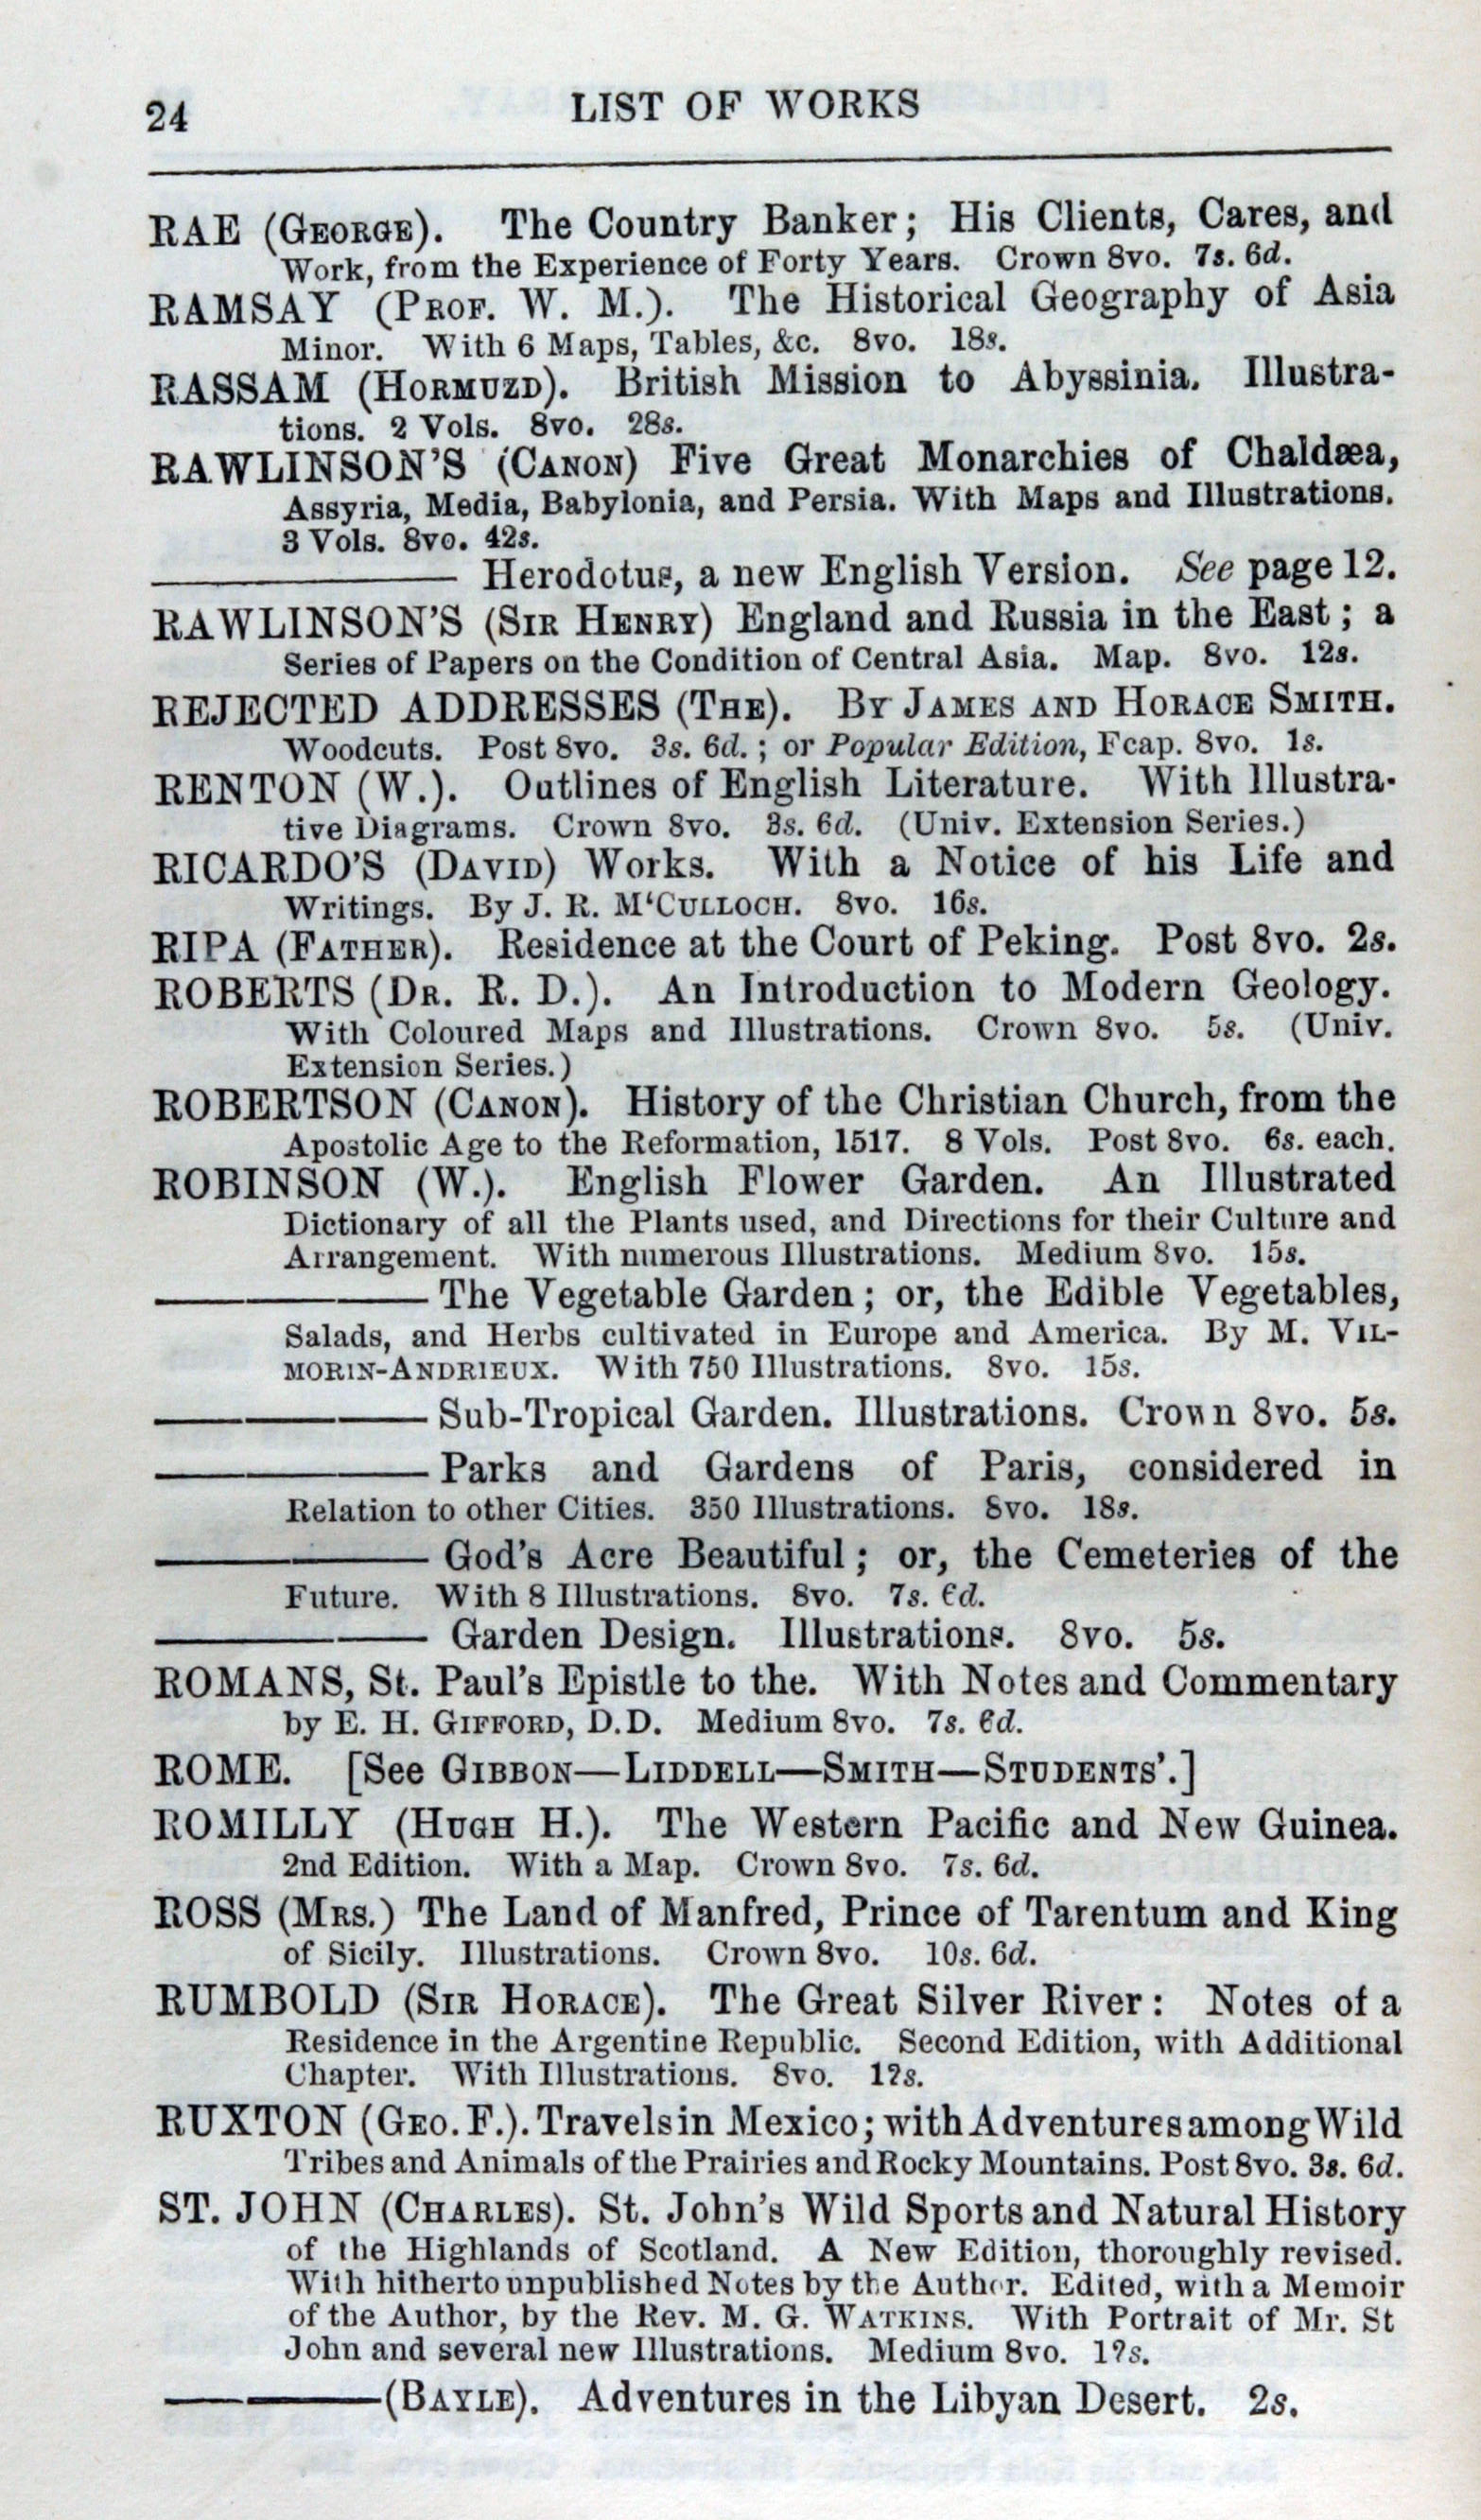 24
LIST OF WORKS
RAE (GEORGE). The Country Banker; His Clients, Cares, and
Work, from the Experience of Forty Years. Crown 8vo. 7s. 6d.
RAMSAY (PROF. W. M.). The Historical Geography of Asia
Minor. With 6 Maps, Tables, &c. 8vo. 18s.
RASSAM (HORMUZD). British Mission to Abyssinia. Illustra-
tions. 2 Vols. 8vo. 28s.
RAWLINSON'S (CANON) Five Great Monarchies of Chaldæa,
Assyria, Media, Babylonia, and Persia. With Maps and Illustrations.
3 Vols. 8vo. 42s.
——— Herodotus, a new English Version. See page 12.
RAWLINSON'S (SIR HENRY) England and Russia in the East; a
Series of Papers on the Condition of Central Asia. Map. 8vo. 12s.
REJECTED ADDRESSES (THE). BY JAMES AND HORACE SMITH.
Woodcuts. Post 8vo. 3s. 6d.; or Popular Edition, Fcap. 8vo. 1s.
RENTON (W.). Outlines of English Literature. With Illustra-
tive Diagrams. Crown 8vo. 3s. 6d. (Univ. Extension Series.)
RICARDO'S (DAVID) Works. With a Notice of his Life and
Writings. By J. R. M‘CULLOCH. 8vo. 16s.
RIPA (FATHER). Residence at the Court of Peking. Post 8vo. 2s.
ROBERTS (DR. R. D.). An Introduction to Modern Geology.
With Coloured Maps and Illustrations. Crown 8vo. 5s. (Univ.
Extension Series.)
ROBERTSON (CANON). History of the Christian Church, from the
Apostolic Age to the Reformation, 1517. 8 Vols. Post 8vo. 6s. each.
ROBINSON (W.). English Flower Garden. An Illustrated
Dictionary of all the Plants used, and Directions for their Culture and
Arrangement. With numerous Illustrations. Medium 8vo. 15s.
——— The Vegetable Garden; or, the Edible Vegetables,
Salads, and Herbs cultivated in Europe and America. By M. VIL-
MORIN-ANDRIEUX. With 750 Illustrations. 8vo. 15s.
——— Sub-Tropical Garden. Illustrations. Crown 8vo. 5s.
——— Parks and Gardens of Paris, considered in
Relation to other Cities. 350 Illustrations. 8vo. 18s.
——— God's Acre Beautiful; or, the Cemeteries of the
Future. With 8 Illustrations. 8vo. 7s. 6d.
——— Garden Design. Illustrations. 8vo. 5s.
ROMANS, St. Paul's Epistle to the. With Notes and Commentary
by E. H. GIFFORD, D.D. Medium 8vo. 7s. 6d.
ROME. [See GIBBON—LIDDELL—SMITH—STUDENTS'.]
ROMILLY (HUGH H.). The Western Pacific and New Guinea.
2nd Edition. With a Map. Crown 8vo. 7s. 6d.
ROSS (MRS.) The Land of Manfred, Prince of Tarentum and King
of Sicily. Illustrations. Crown 8vo. 10s. 6d.
RUMBOLD (SIR HORACE). The Great Silver River: Notes of a
Residence in the Argentine Republic. Second Edition, with Additional
Chapter. With Illustrations. 8vo. 12s.
RUXTON (GEO. F.). Travels in Mexico; with Adventures among Wild
Tribes and Animals of the Prairies and Rocky Mountains. Post 8vo. 3s. 6d.
ST. JOHN (CHARLES). St. John's Wild Sports and Natural History
of the Highlands of Scotland. A New Edition, thoroughly revised.
With hitherto unpublished Notes by the Author. Edited, with a Memoir
of the Author, by the Rev. M. G. WATKINS. With Portrait of Mr. St
John and several new Illustrations. Medium 8vo. 12s.
——— (BAYLE). Adventures in the Libyan Desert. 2s.